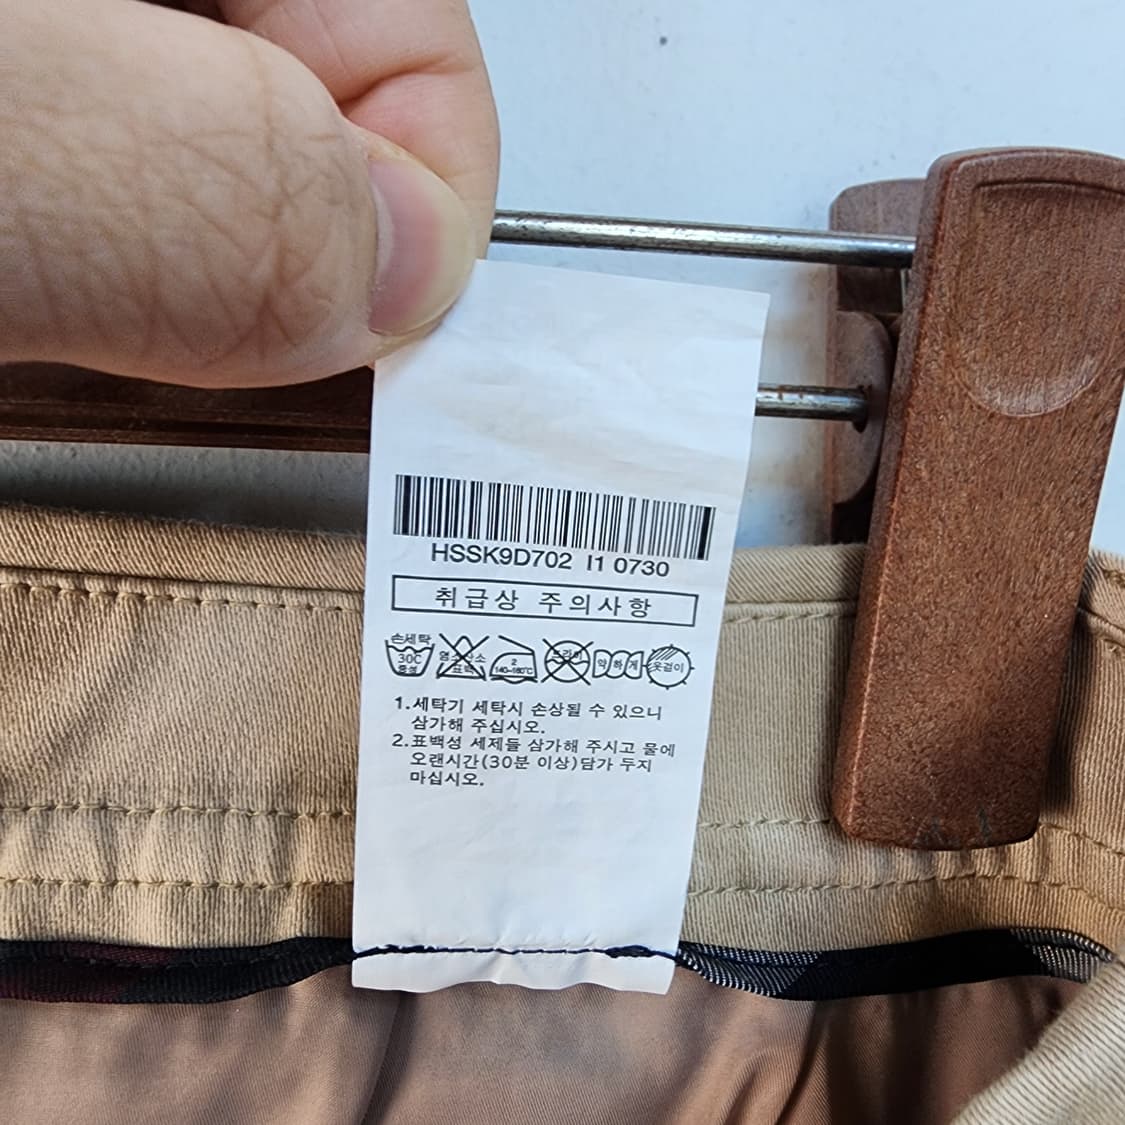 HSSK9D702 I1 0730
취급상 주의사항
손세탁 30C 중성
염소산소 표백
2 140~160℃
드라이
약하게
옷걸이
1.세탁기 세탁시 손상될 수 있으니
삼가해 주십시오.
2.표백성 세제들 삼가해 주시고 물에
오랜시간(30분 이상)담가 두지
마십시오.